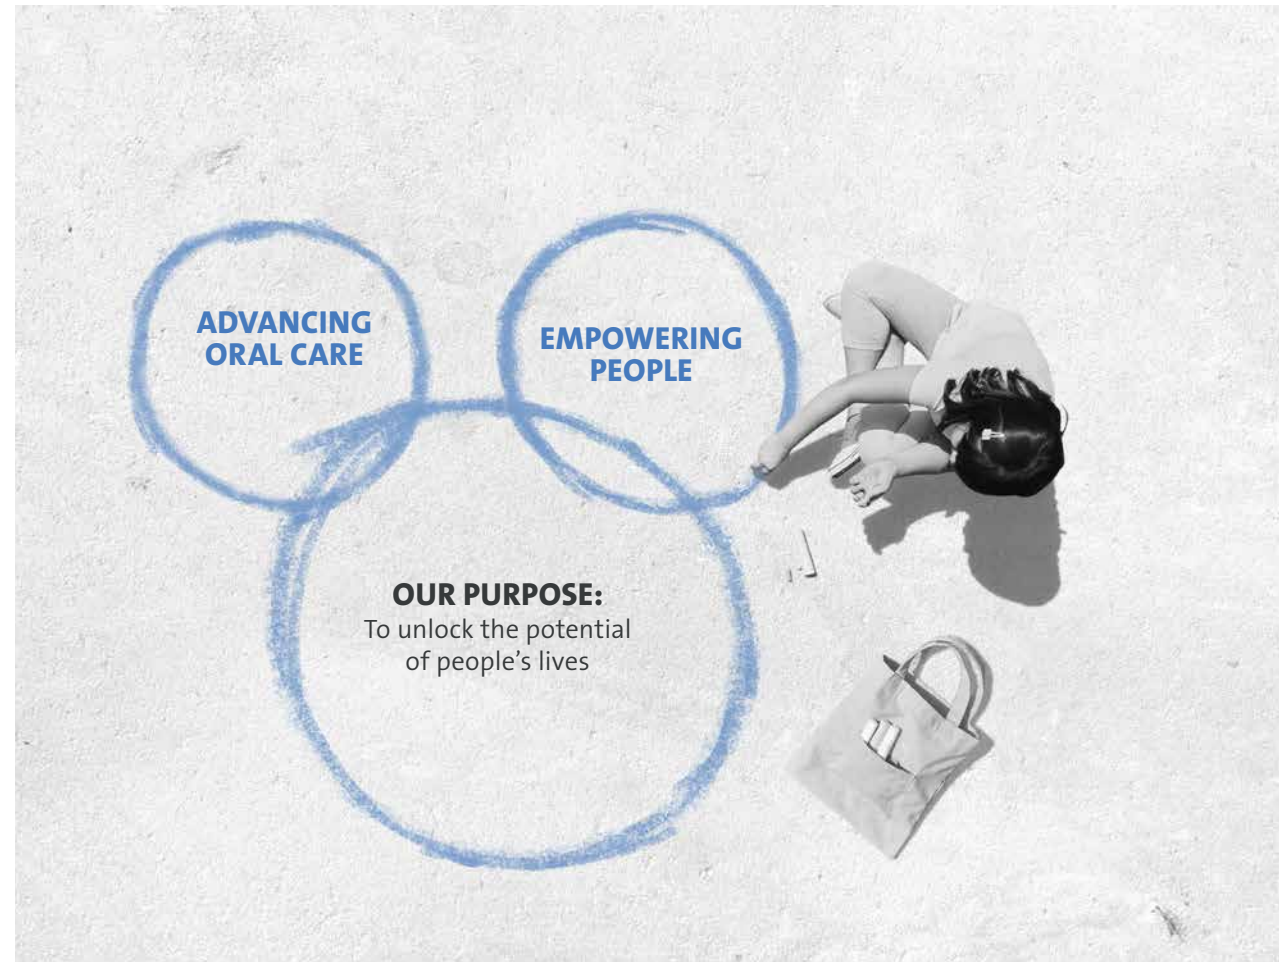 ADVANCING
ORAL CARE
EMPOWERING
PEOPLE
OUR PURPOSE:
To unlock the potential
of people’s lives